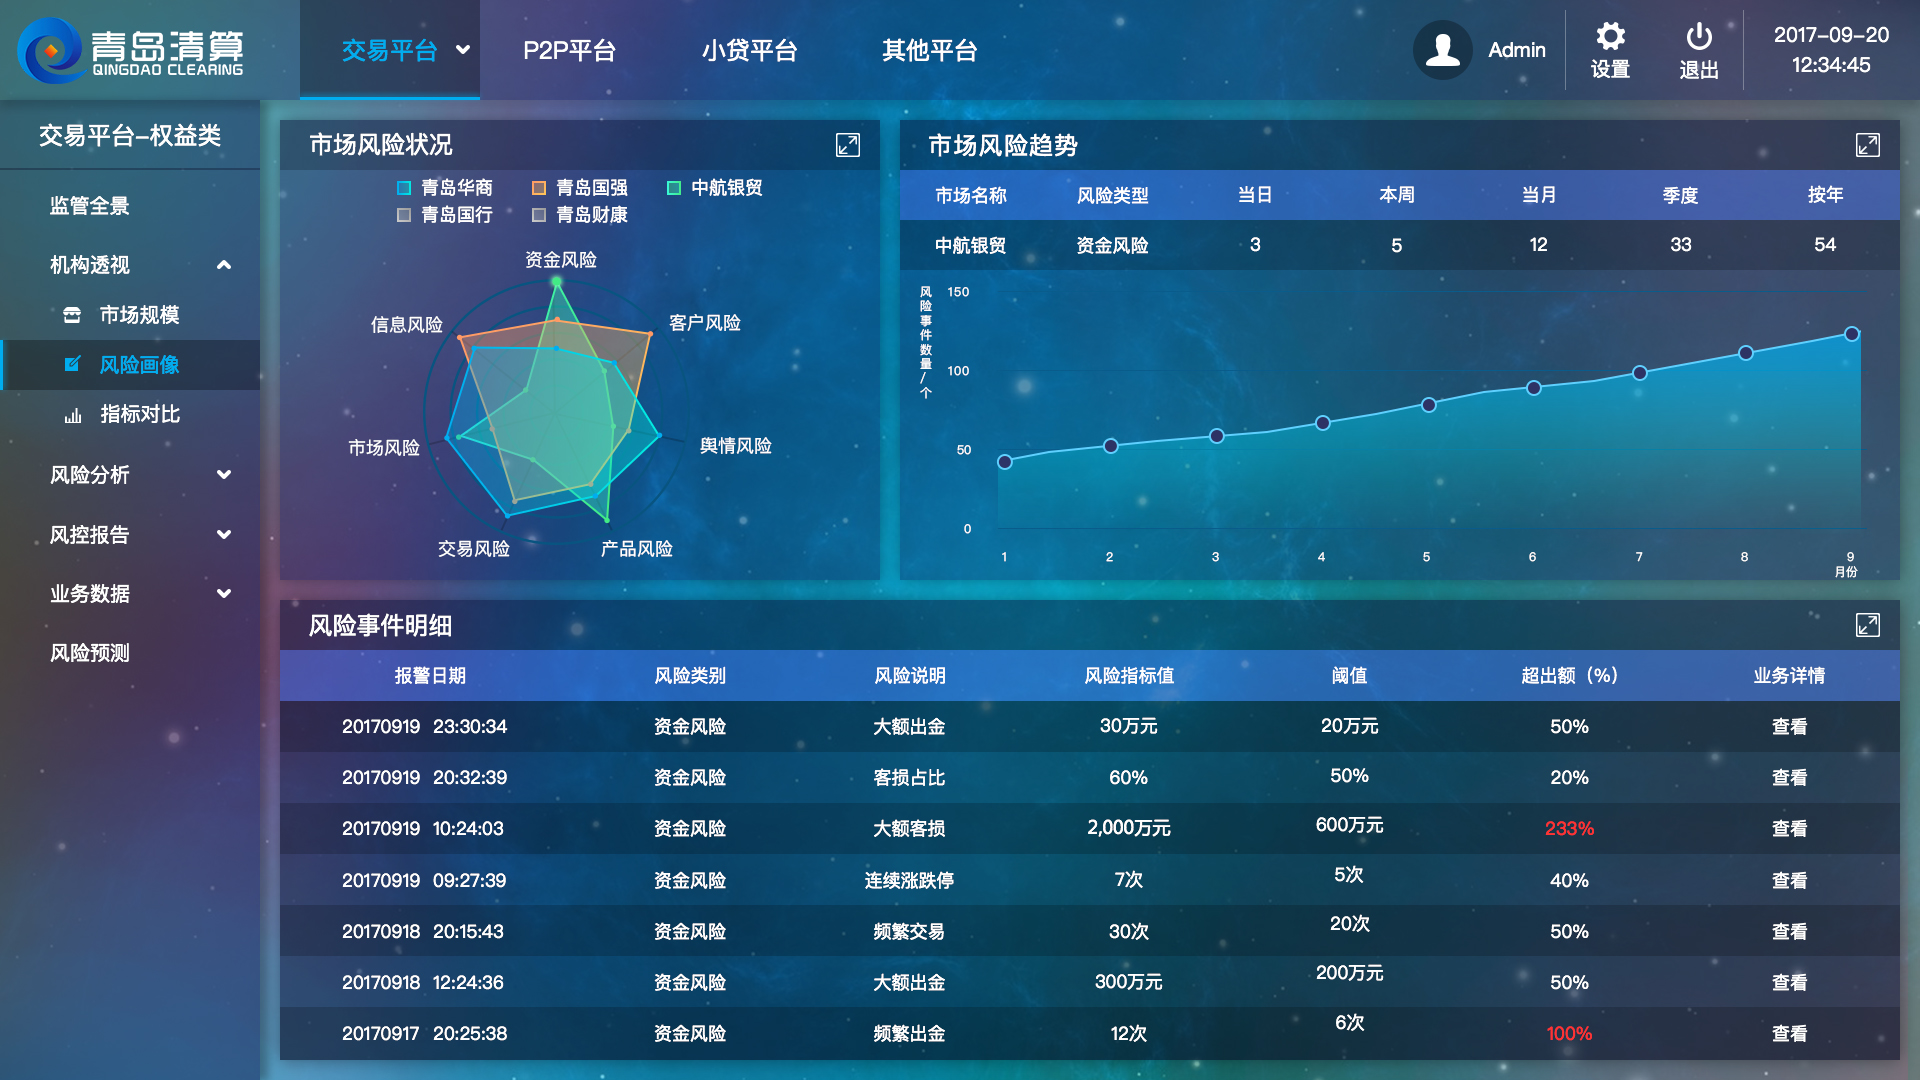 青岛清算
QINGDAO CLEARING
交易平台
P2P平台
小贷平台
其他平台
Admin
设置
退出
2017-09-20
12:34:45
交易平台-权益类
监管全景
机构透视
市场规模
风险画像
指标对比
风险分析
风控报告
业务数据
风险预测
市场风险状况
青岛华商 青岛国强 中航银贸
青岛国行 青岛财康
资金风险
信息风险
客户风险
市场风险
舆情风险
交易风险
产品风险
市场风险趋势
市场名称 风险类型 当日 本周 当月 季度 按年
中航银贸 资金风险 3 5 12 33 54
风险事件数量/个
150
100
50
0
1 2 3 4 5 6 7 8 9
月份
风险事件明细
报警日期 风险类别 风险说明 风险指标值 阈值 超出额（%） 业务详情
20170919 23:30:34 资金风险 大额出金 30万元 20万元 50% 查看
20170919 20:32:39 资金风险 客损占比 60% 50% 20% 查看
20170919 10:24:03 资金风险 大额客损 2,000万元 600万元 233% 查看
20170919 09:27:39 资金风险 连续涨跌停 7次 5次 40% 查看
20170918 20:15:43 资金风险 频繁交易 30次 20次 50% 查看
20170918 12:24:36 资金风险 大额出金 300万元 200万元 50% 查看
20170917 20:25:38 资金风险 频繁出金 12次 6次 100% 查看